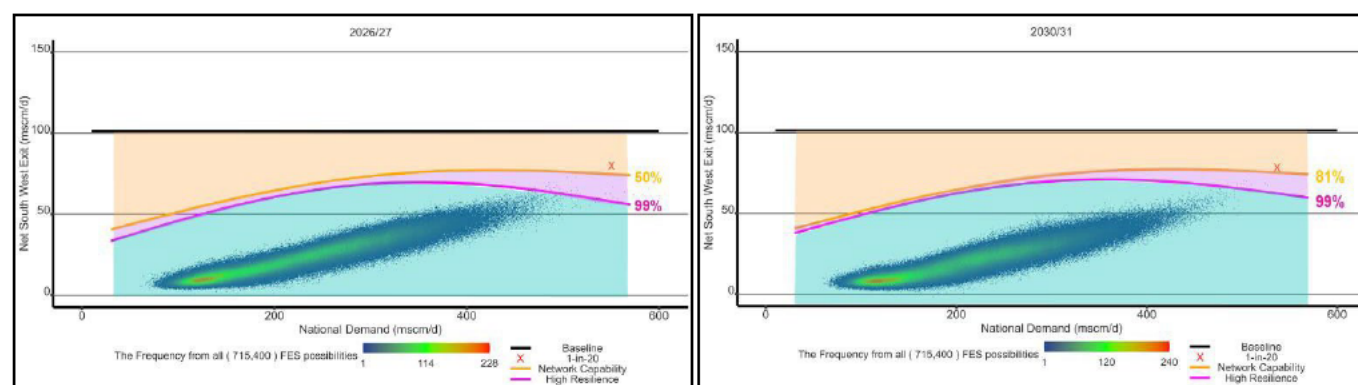 2026/27
150
100
50
0
Net South West Exit (mscm/d)
50%
99%
0 200 400 600
National Demand (mscm/d)
The Frequency from all ( 715,400 ) FES possibilities
1 114 228
Baseline
1-in-20
Network Capability
High Resilience
2030/31
150
100
50
0
Net South West Exit (mscm/d)
81%
99%
0 200 400 600
National Demand (mscm/d)
The Frequency from all ( 715,400 ) FES possibilities
1 120 240
Baseline
1-in-20
Network Capability
High Resilience